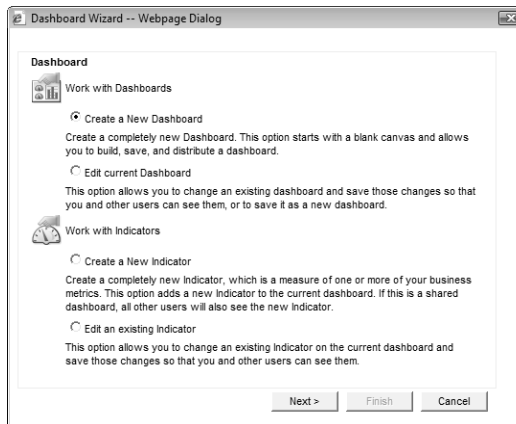 Dashboard Wizard -- Webpage Dialog
Dashboard
Work with Dashboards
Create a New Dashboard
Create a completely new Dashboard. This option starts with a blank canvas and allows
you to build, save, and distribute a dashboard.
Edit current Dashboard
This option allows you to change an existing dashboard and save those changes so that
you and other users can see them, or to save it as a new dashboard.
Work with Indicators
Create a New Indicator
Create a completely new Indicator, which is a measure of one or more of your business
metrics. This option adds a new Indicator to the current dashboard. If this is a shared
dashboard, all other users will also see the new Indicator.
Edit an existing Indicator
This option allows you to change an existing Indicator on the current dashboard and
save those changes so that you and other users can see them.
Next > Finish Cancel